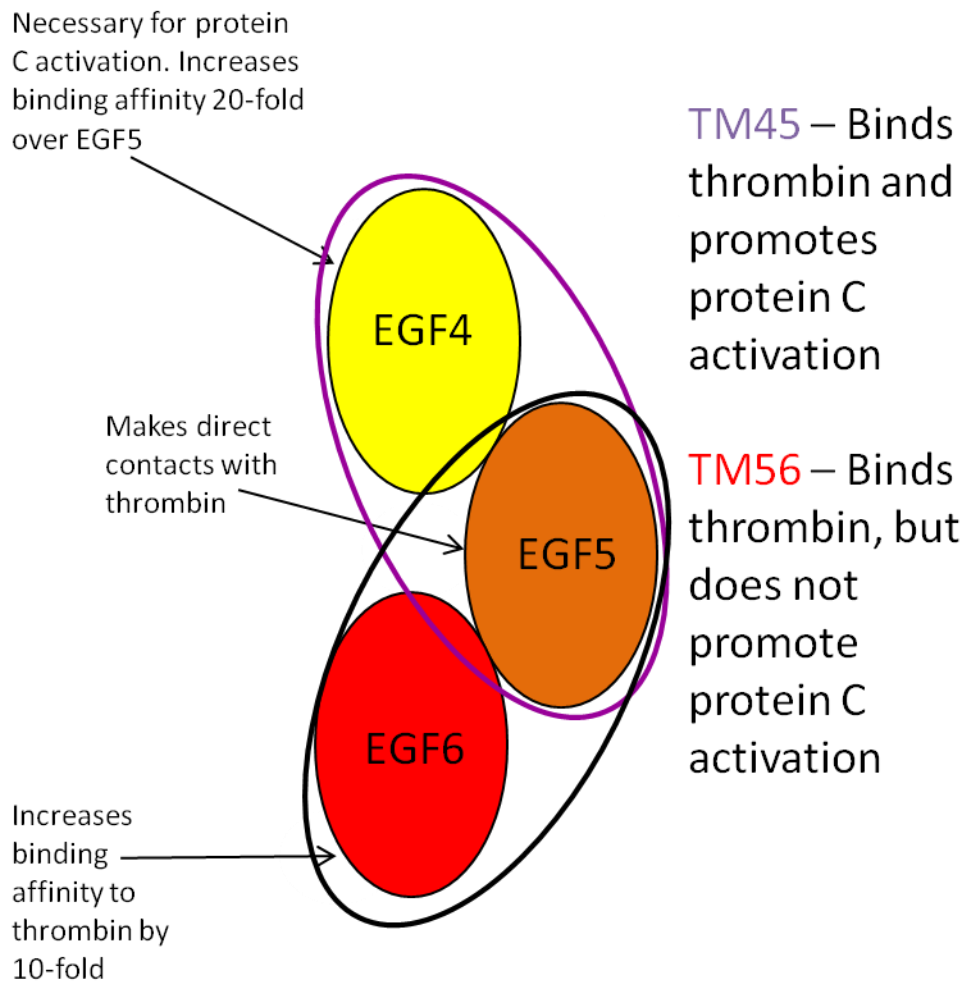 Necessary for protein
C activation. Increases
binding affinity 20-fold
over EGF5
TM45 – Binds
thrombin and
promotes
protein C
activation
EGF4
Makes direct
contacts with
thrombin
TM56 – Binds
thrombin, but
does not
promote
protein C
activation
EGF5
EGF6
Increases
binding
affinity to
thrombin by
10-fold